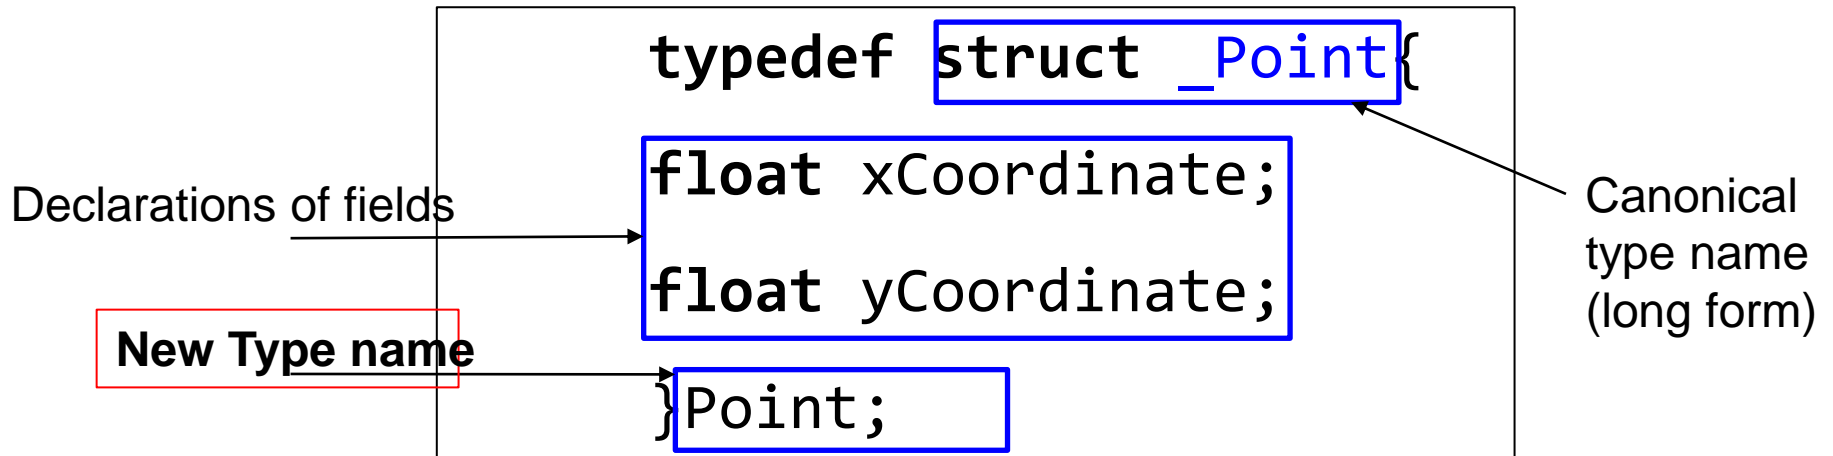 typedef struct _Point{
float xCoordinate;
Declarations of fields
Canonical
type name
(long form)
float yCoordinate;
New Type name
}Point;